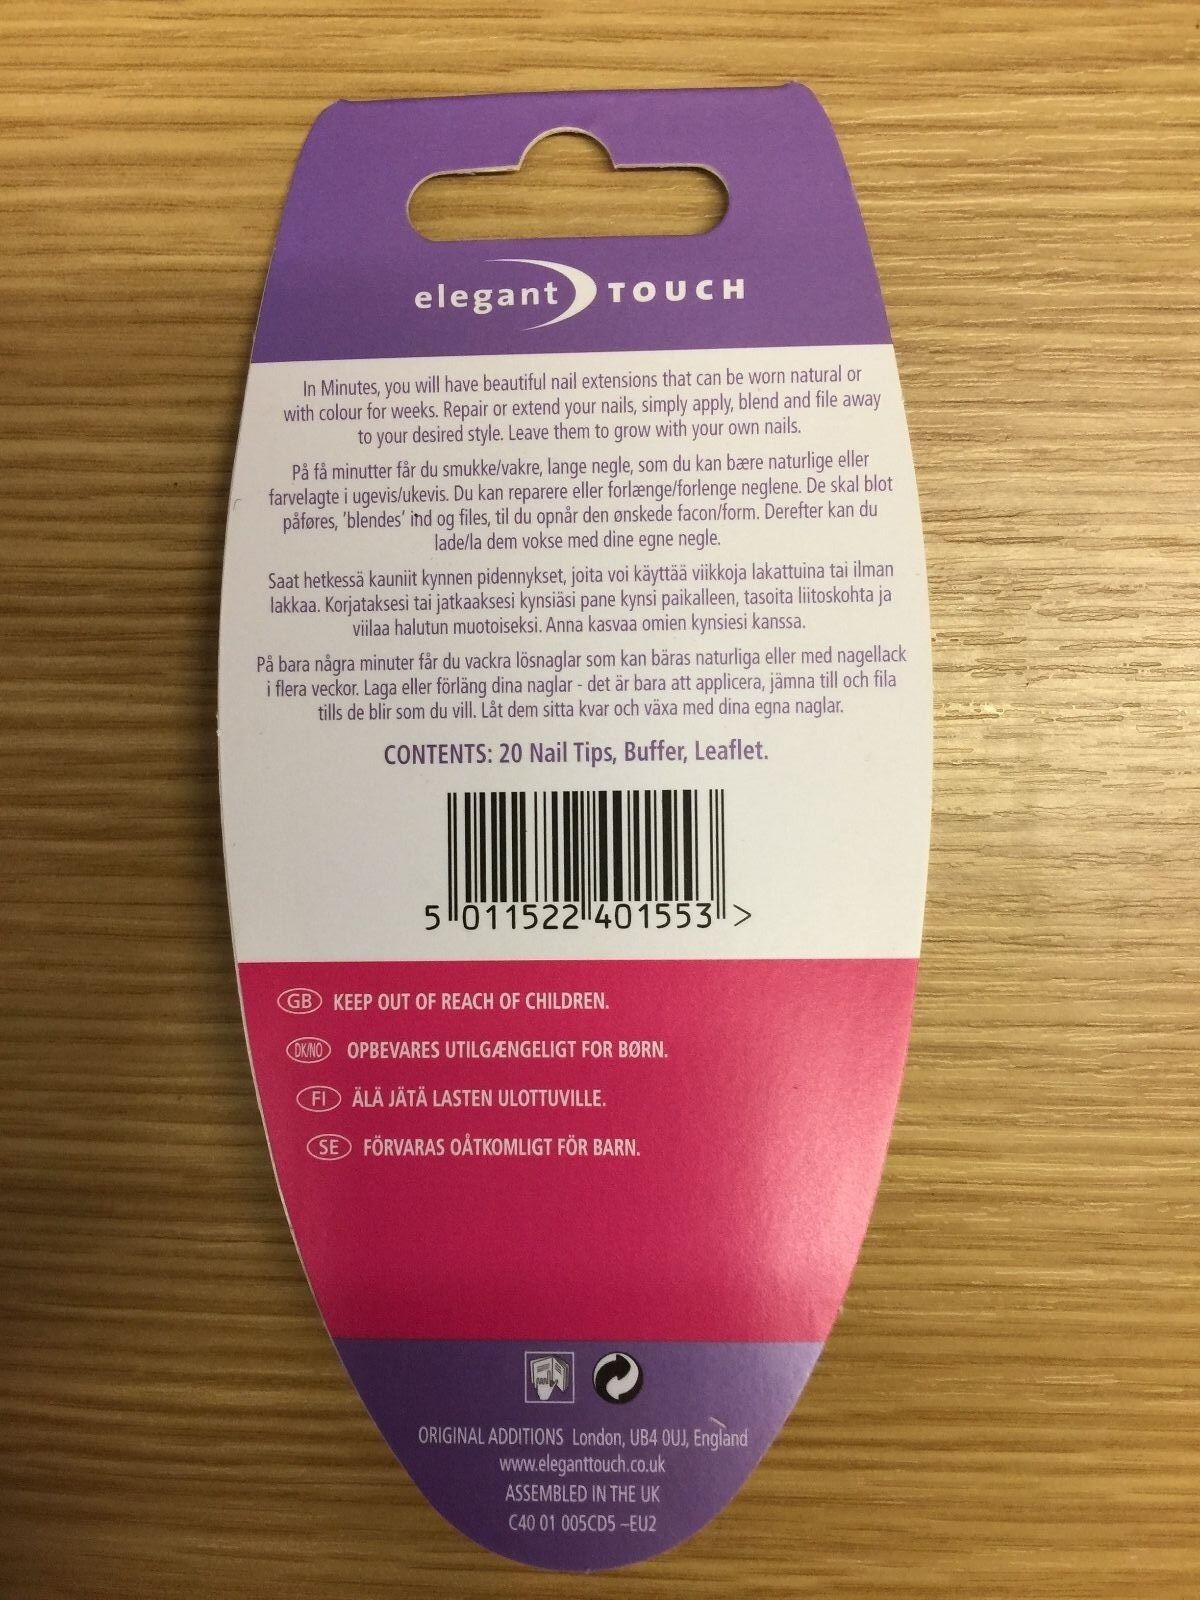 elegant TOUCH
In Minutes, you will have beautiful nail extensions that can be worn natural or
with colour for weeks. Repair or extend your nails, simply apply, blend and file away
to your desired style. Leave them to grow with your own nails.
På få minutter får du smukke/vakre, lange negle, som du kan bære naturlige eller
farvelagte i ugevis/ukevis. Du kan reparere eller forlænge/forlenge neglene. De skal blot
påføres, 'blendes' ind og files, til du opnår den ønskede facon/form. Derefter kan du
lade/la dem vokse med dine egne negle.
Saat hetkessä kauniit kynnen pidennykset, joita voi käyttää viikkoja lakattuina tai ilman
lakkaa. Korjataksesi tai jatkaaksesi kynsiäsi pane kynsi paikalleen, tasoita liitoskohta ja
viilaa halutun muotoiseksi. Anna kasvaa omien kynsiesi kanssa.
På bara några minuter får du vackra lösnaglar som kan bäras naturliga eller med nagellack
i flera veckor. Laga eller förläng dina naglar - det är bara att applicera, jämna till och fila
tills de blir som du vill. Låt dem sitta kvar och växa med dina egna naglar.
CONTENTS: 20 Nail Tips, Buffer, Leaflet.
5 011522 401553 >
GB KEEP OUT OF REACH OF CHILDREN.
DK/NO OPBEVARES UTILGÆNGELIGT FOR BØRN.
FI ÄLÄ JÄTÄ LASTEN ULOTTUVILLE.
SE FÖRVARAS OÅTKOMLIGT FÖR BARN.
ORIGINAL ADDITIONS London, UB4 0UJ, England
www.eleganttouch.co.uk
ASSEMBLED IN THE UK
C40 01 005CD5 –EU2